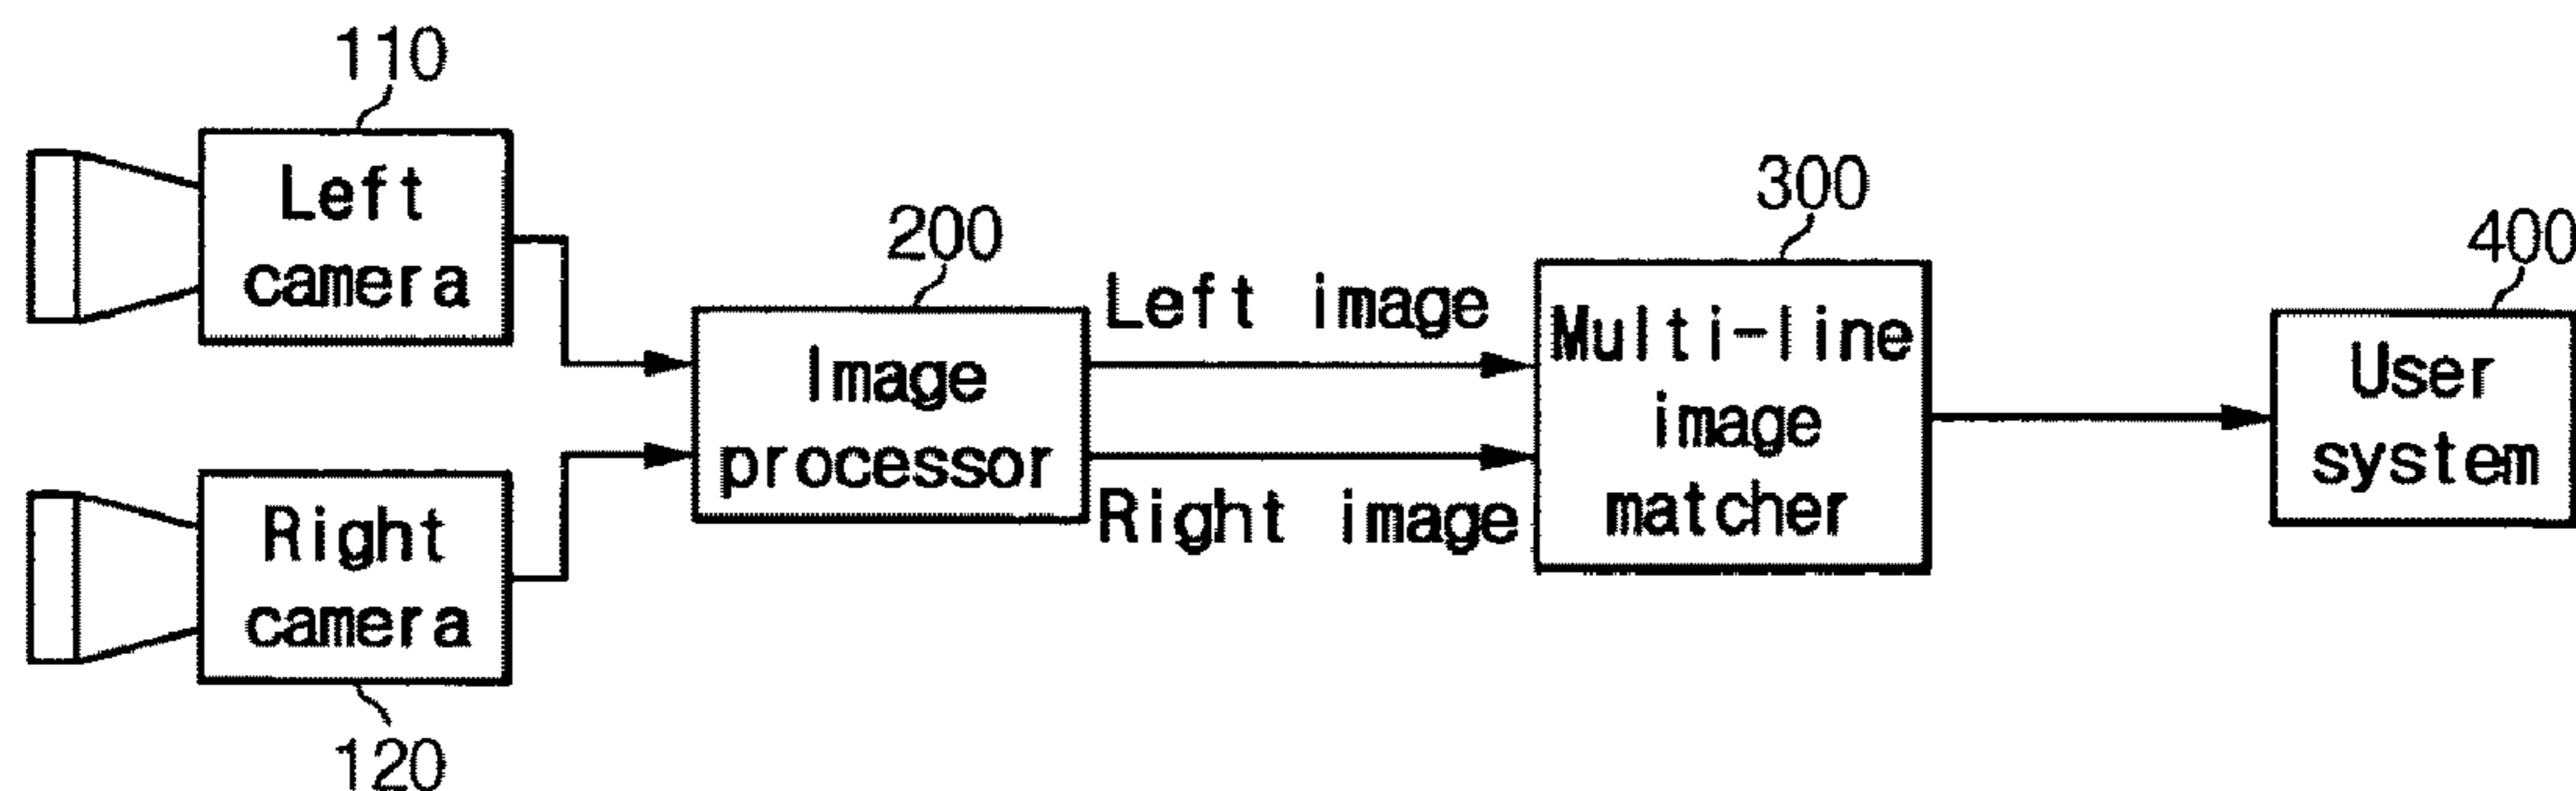 110
Left
camera
200
Image
processor
Left image
Right image
300
Multi-line
image
matcher
400
User
system
Right
camera
120